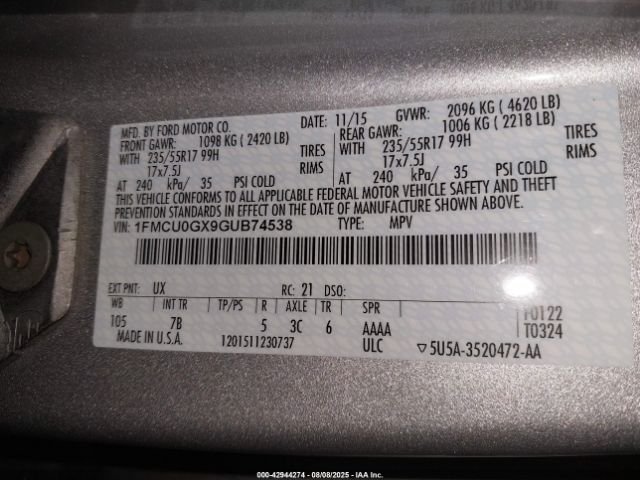 MFD. BY FORD MOTOR CO. DATE: 11/15 GVWR: 2096 KG ( 4620 LB)
FRONT GAWR: 1098 KG ( 2420 LB) REAR GAWR: 1006 KG ( 2218 LB)
WITH 235/55R17 99H TIRES WITH 235/55R17 99H TIRES
17x7.5J RIMS 17x7.5J RIMS
AT 240 kPa/ 35 PSI COLD AT 240 kPa/ 35 PSI COLD
THIS VEHICLE CONFORMS TO ALL APPLICABLE FEDERAL MOTOR VEHICLE SAFETY AND THEFT
PREVENTION STANDARDS IN EFFECT ON THE DATE OF MANUFACTURE SHOWN ABOVE.
VIN: 1FMCU0GX9GUB74538 TYPE: MPV
EXT PNT: UX RC: 21 DSO:
WB INT TR TP/PS R AXLE TR SPR F0122
105 7B 5 3C 6 AAAA T0324
MADE IN U.S.A. 1201511230737 ULC ▽5U5A-3520472-AA
000-42944274 | 08/08/2025 - IAA Inc.